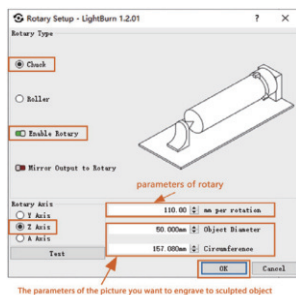 Rotary Setup - LightBurn 1.2.01 ? X
Rotary Type
Chuck
Roller
Enable Rotary
Mirror Output to Rotary
parameters of rotary
Rotary Axis
Y Axis
110.00 mm per rotation
Z Axis
50.000mm Object Diameter
A Axis
157.080mm Circumference
Test
OK Cancel
The parameters of the picture you want to engrave to sculpted object